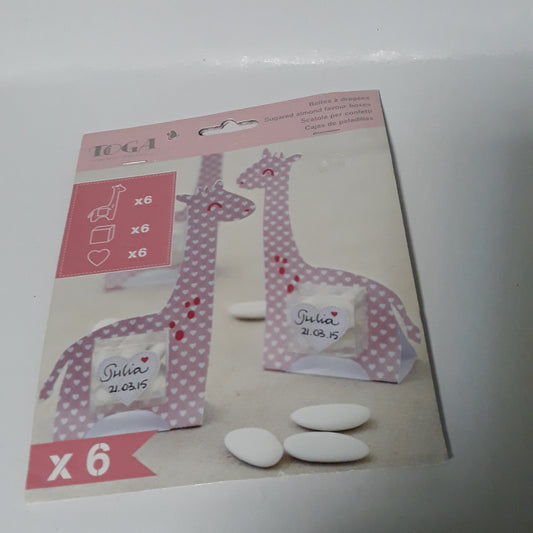 TOGA
Boîtes à dragées
Sugared almond favour boxes
Scatole per confetti
Cajas de peladillas
x6
x6
x6
Julia
21.03.15
Julia
21.03.15
x 6